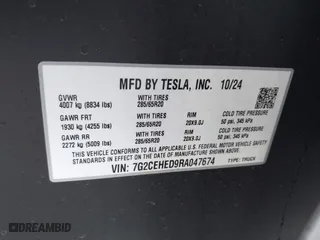 MFD BY TESLA, INC. 10/24
GVWR
4007 kg (8834 lbs)
WITH TIRES
285/65R20
GAWR FRT
1930 kg (4255 lbs)
WITH TIRES
285/65R20
RIM
20X9.0J
COLD TIRE PRESSURE
50 psi, 345 kPa
GAWR RR
2272 kg (5009 lbs)
WITH TIRES
285/65R20
RIM
20X9.0J
COLD TIRE PRESSURE
50 psi, 345 kPa
THIS VEHICLE CONFORMS TO ALL APPLICABLE U.S. FEDERAL MOTOR VEHICLE SAFETY
STANDARDS IN EFFECT ON THE DATE OF MANUFACTURE SHOWN ABOVE.
VIN: 7G2CEHED9RA047674 TYPE: TRUCK
DREAMBID